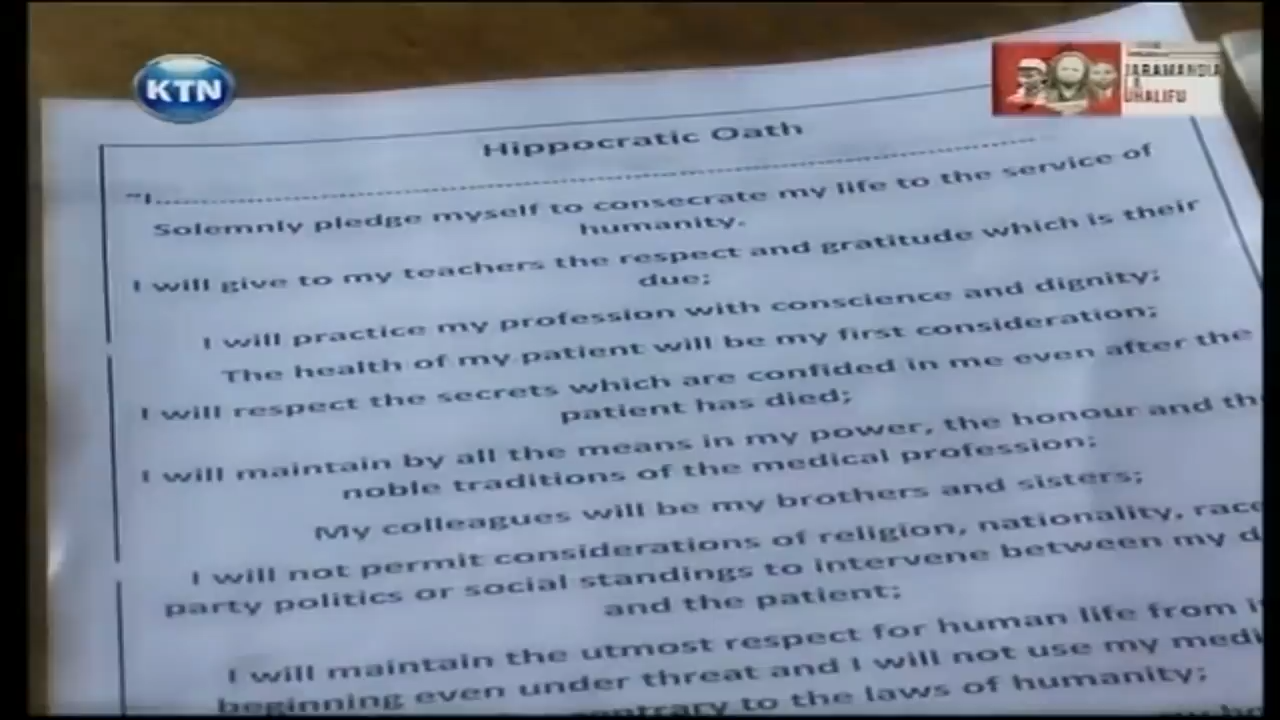 KTN
JARAMANDIA
LA
UHALIFU
Hippocratic Oath
"I............................................................
Solemnly pledge myself to consecrate my life to the service of
humanity.
I will give to my teachers the respect and gratitude which is their
due;
I will practice my profession with conscience and dignity;
The health of my patient will be my first consideration;
I will respect the secrets which are confided in me even after the
patient has died;
I will maintain by all the means in my power, the honour and the
noble traditions of the medical profession;
My colleagues will be my brothers and sisters;
I will not permit considerations of religion, nationality, race
party politics or social standings to intervene between my d
and the patient;
I will maintain the utmost respect for human life from i
beginning even under threat and I will not use my medi
contrary to the laws of humanity;